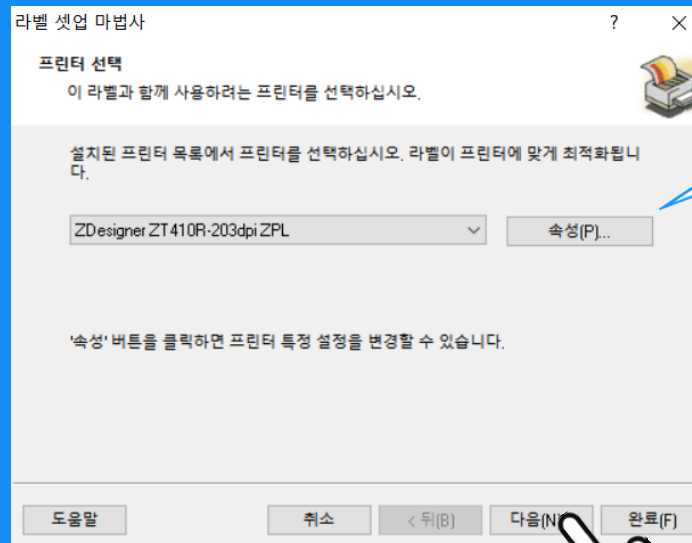 라벨 셋업 마법사
?
프린터 선택
이 라벨과 함께 사용하려는 프린터를 선택하십시오.
설치된 프린터 목록에서 프린터를 선택하십시오. 라벨이 프린터에 맞게 최적화됩니
다.
ZDesigner ZT410R-203dpi ZPL
속성(P)...
'속성' 버튼을 클릭하면 프린터 특정 설정을 변경할 수 있습니다.
도움말
취소
< 뒤(B)
다음(N)
완료(F)